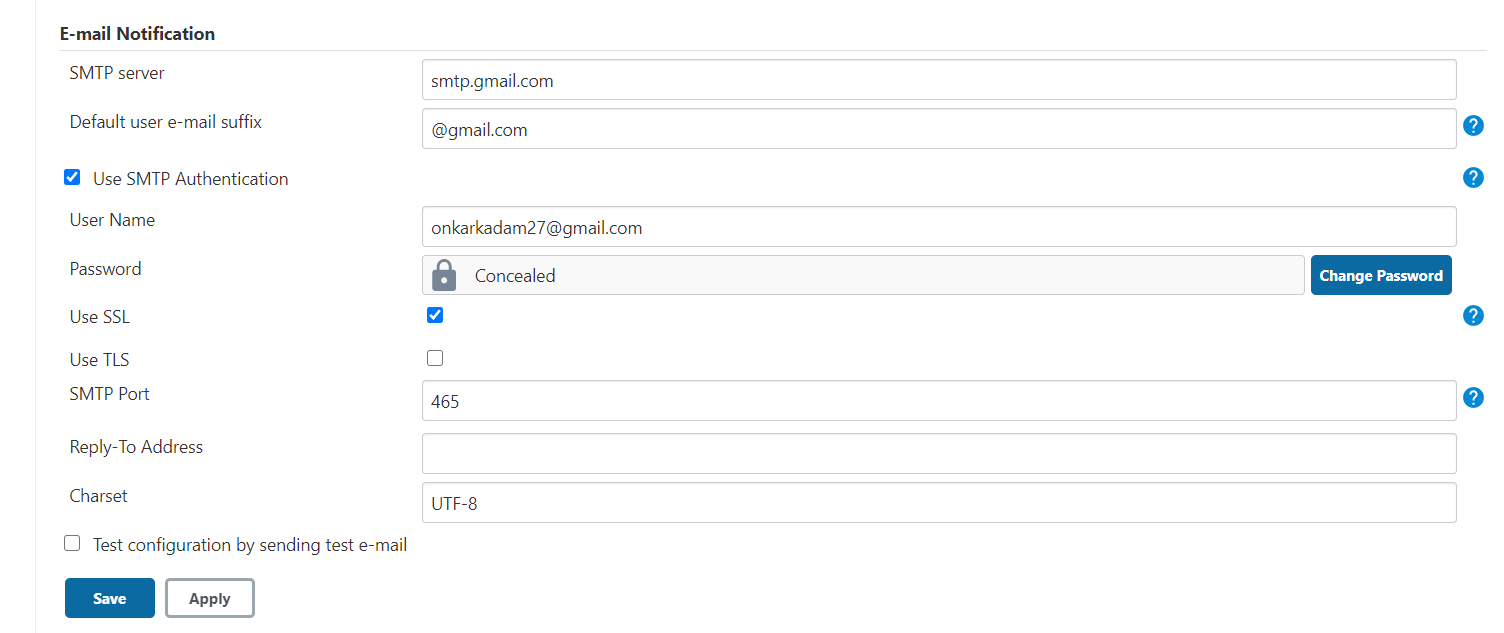 E-mail Notification
SMTP server
smtp.gmail.com
Default user e-mail suffix
@gmail.com
?
Use SMTP Authentication
?
User Name
onkarkadam27@gmail.com
Password
Concealed
Change Password
Use SSL
?
Use TLS
SMTP Port
465
?
Reply-To Address
Charset
UTF-8
Test configuration by sending test e-mail
Save
Apply